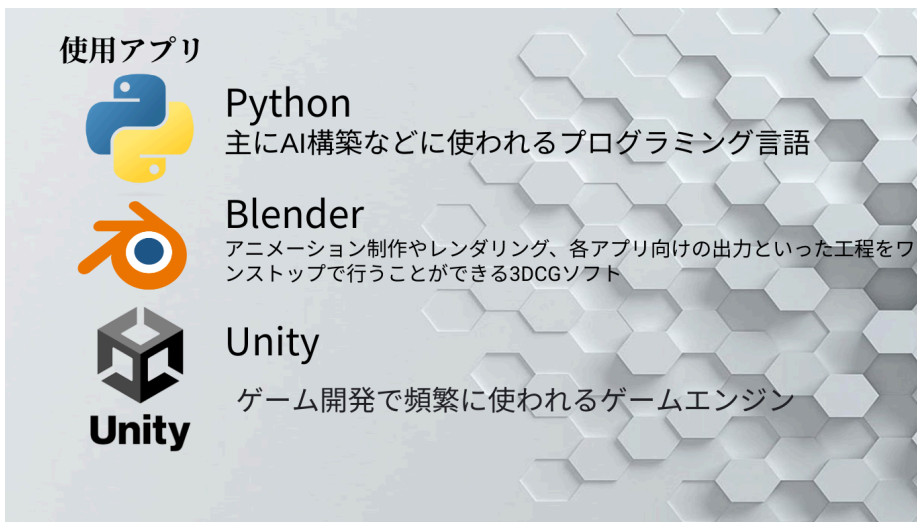 使用アプリ
Python
主にAI構築などに使われるプログラミング言語
Blender
アニメーション制作やレンダリング、各アプリ向けの出力といった工程をワ
ンストップで行うことができる3DCGソフト
Unity
ゲーム開発で頻繁に使われるゲームエンジン
Unity